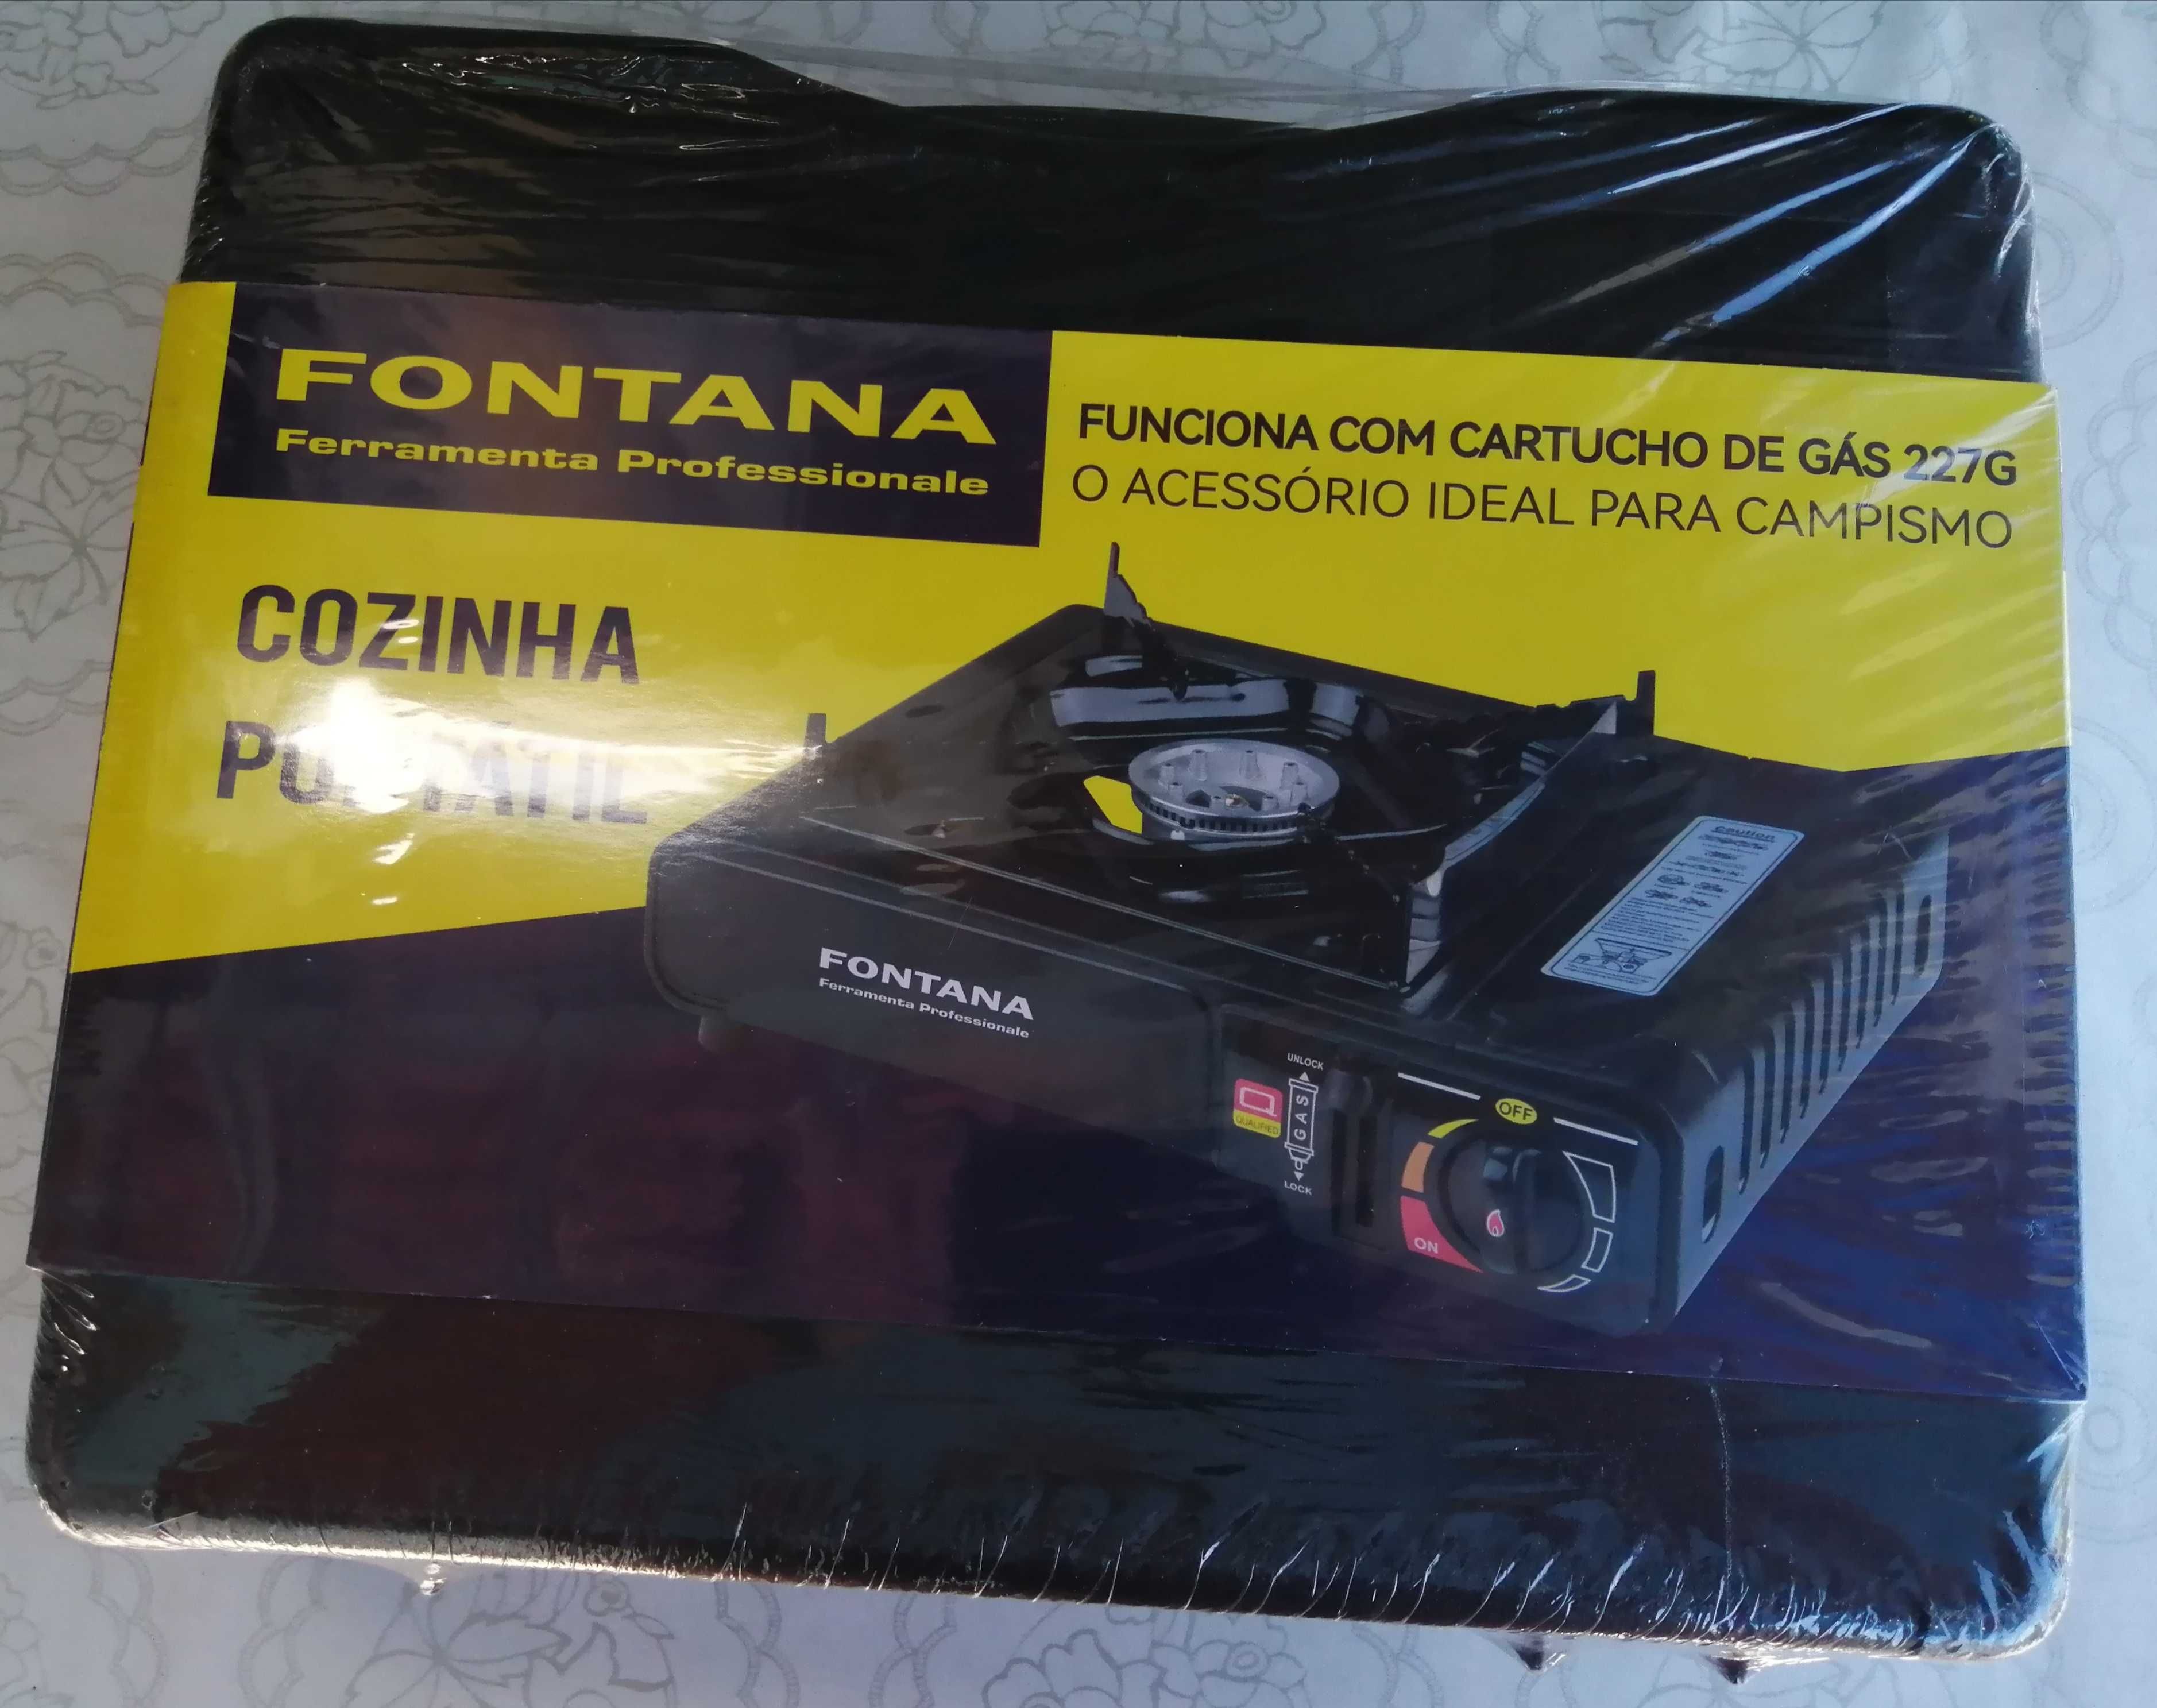 FONTANA
Ferramenta Professionale
FUNCIONA COM CARTUCHO DE GÁS 227G
O ACESSÓRIO IDEAL PARA CAMPISMO
COZINHA
PORTÁTIL
caution
FONTANA
Ferramenta Professionale
UNLOCK
GAS
LOCK
QUALIFIED
OFF
ON